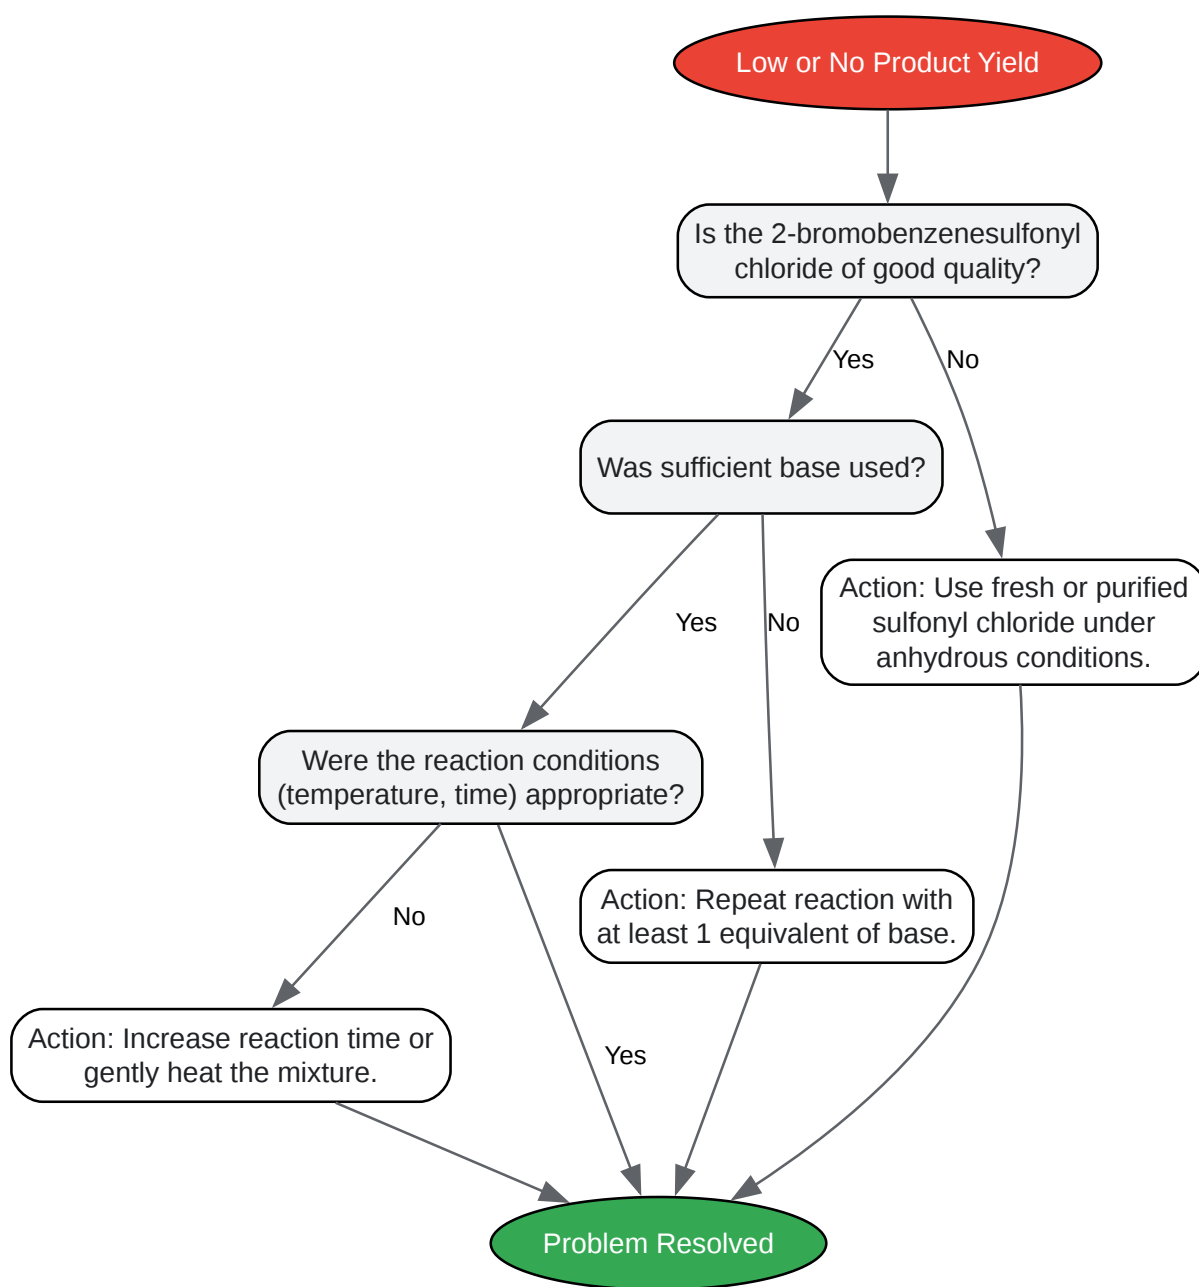 Low or No Product Yield
Is the 2-bromobenzenesulfonyl
chloride of good quality?
Yes
No
Was sufficient base used?
Action: Use fresh or purified
sulfonyl chloride under
anhydrous conditions.
Yes
No
Were the reaction conditions
(temperature, time) appropriate?
Action: Repeat reaction with
at least 1 equivalent of base.
No
Yes
Action: Increase reaction time or
gently heat the mixture.
Problem Resolved